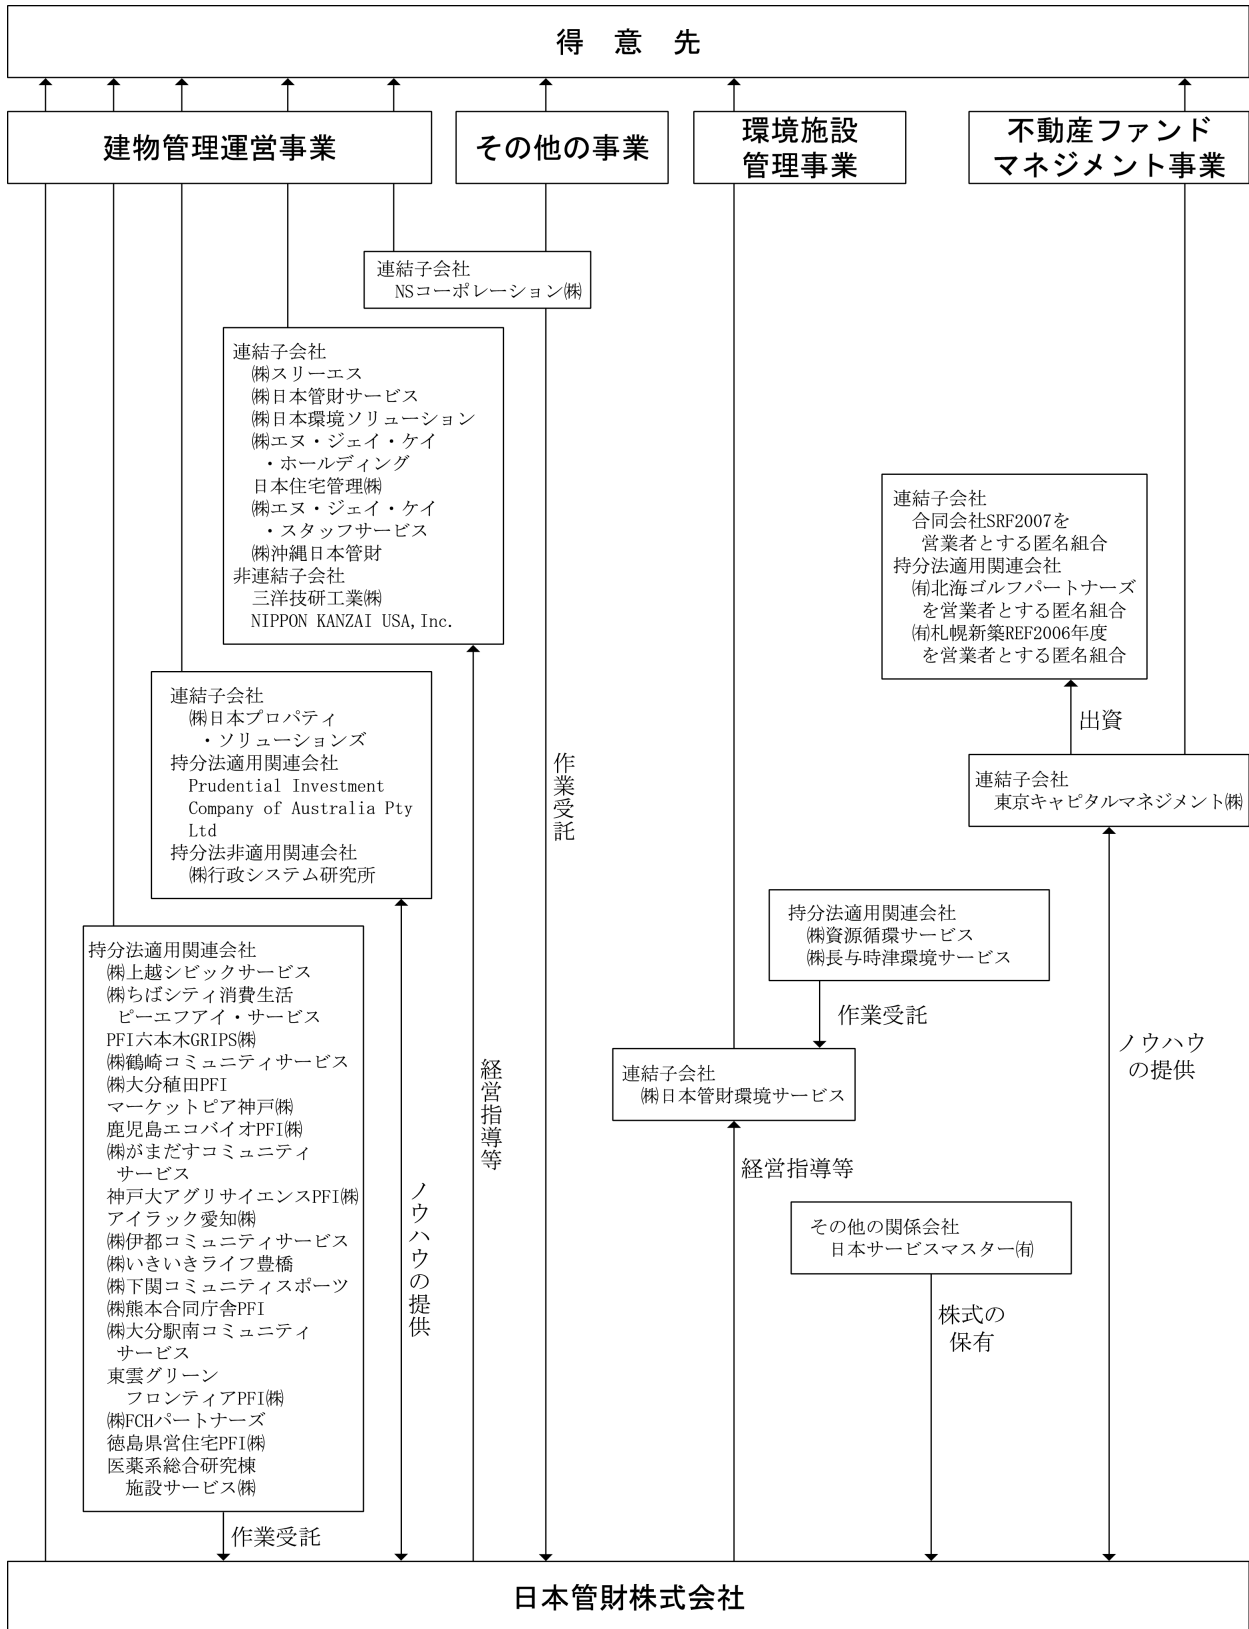 得 意 先
建物管理運営事業
その他の事業
環境施設
管理事業
不動産ファンド
マネジメント事業
連結子会社
NSコーポレーション㈱
連結子会社
㈱スリーエス
㈱日本管財サービス
㈱日本環境ソリューション
㈱エヌ・ジェイ・ケイ
・ホールディング
日本住宅管理㈱
㈱エヌ・ジェイ・ケイ
・スタッフサービス
㈱沖縄日本管財
非連結子会社
三洋技研工業㈱
NIPPON KANZAI USA,Inc.
連結子会社
合同会社SRF2007を
営業者とする匿名組合
持分法適用関連会社
㈲北海ゴルフパートナーズ
を営業者とする匿名組合
㈲札幌新築REF2006年度
を営業者とする匿名組合
出資
連結子会社
東京キャピタルマネジメント㈱
連結子会社
㈱日本プロパティ
・ソリューションズ
持分法適用関連会社
Prudential Investment
Company of Australia Pty
Ltd
持分法非適用関連会社
㈱行政システム研究所
作業受託
持分法適用関連会社
㈱資源循環サービス
㈱長与時津環境サービス
作業受託
連結子会社
㈱日本管財環境サービス
経営指導等
ノウハウ
の提供
持分法適用関連会社
㈱上越シビックサービス
㈱ちばシティ消費生活
ピーエフアイ・サービス
PFI六本木GRIPS㈱
㈱鶴崎コミュニティサービス
㈱大分稙田PFI
マーケットピア神戸㈱
鹿児島エコバイオPFI㈱
㈱がまだすコミュニティ
サービス
神戸大アグリサイエンスPFI㈱
アイラック愛知㈱
㈱伊都コミュニティサービス
㈱いきいきライフ豊橋
㈱下関コミュニティスポーツ
㈱熊本合同庁舎PFI
㈱大分駅南コミュニティ
サービス
東雲グリーン
フロンティアPFI㈱
㈱FCHパートナーズ
徳島県営住宅PFI㈱
医薬系総合研究棟
施設サービス㈱
作業受託
ノウハウの提供
経営指導等
その他の関係会社
日本サービスマスター㈲
株式の
保有
日本管財株式会社